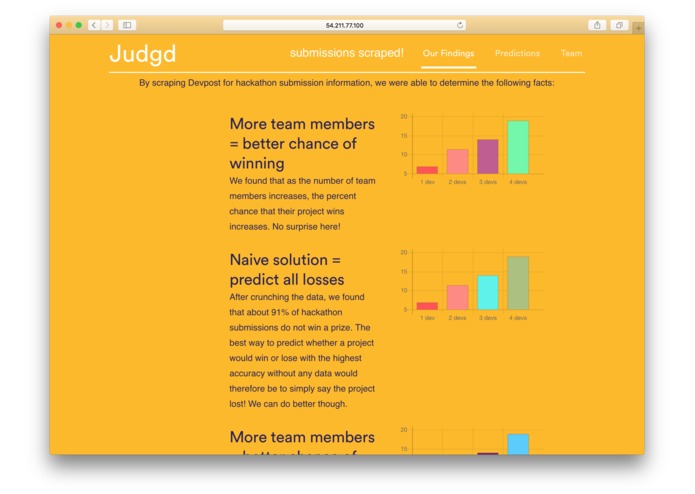 54.211.77.100
Judgd
submissions scraped!
Our Findings
Predictions
Team
By scraping Devpost for hackathon submission information, we were able to determine the following facts:
More team members
= better chance of
winning
We found that as the number of team
members increases, the percent
chance that their project wins
increases. No surprise here!
20
15
10
5
1 dev
2 devs
3 devs
4 devs
Naive solution =
predict all losses
After crunching the data, we found
that about 91% of hackathon
submissions do not win a prize. The
best way to predict whether a project
would win or lose with the highest
accuracy without any data would
therefore be to simply say the project
lost! We can do better though.
20
15
10
5
1 dev
2 devs
3 devs
4 devs
More team members
= better chance of
20
15